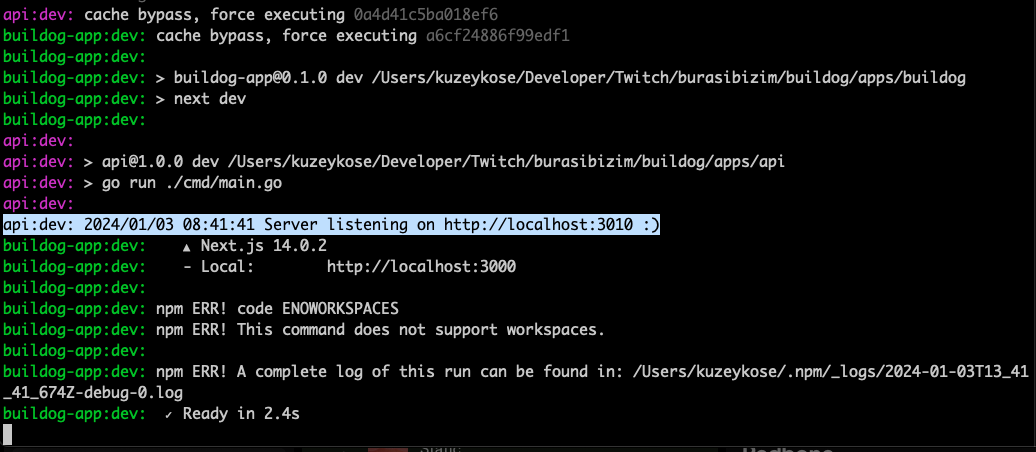 api:dev: cache bypass, force executing 0a4d41c5ba018ef6
buildog-app:dev: cache bypass, force executing a6cf24886f99edf1
buildog-app:dev:
buildog-app:dev: > buildog-app@0.1.0 dev /Users/kuzeykose/Developer/Twitch/burasibizim/buildog/apps/buildog
buildog-app:dev: > next dev
buildog-app:dev:
api:dev:
api:dev: > api@1.0.0 dev /Users/kuzeykose/Developer/Twitch/burasibizim/buildog/apps/api
api:dev: > go run ./cmd/main.go
api:dev:
api:dev: 2024/01/03 08:41:41 Server listening on http://localhost:3010 :)
buildog-app:dev:    ▲ Next.js 14.0.2
buildog-app:dev:    - Local:        http://localhost:3000
buildog-app:dev:
buildog-app:dev: npm ERR! code ENOWORKSPACES
buildog-app:dev: npm ERR! This command does not support workspaces.
buildog-app:dev:
buildog-app:dev: npm ERR! A complete log of this run can be found in: /Users/kuzeykose/.npm/_logs/2024-01-03T13_41
_41_674Z-debug-0.log
buildog-app:dev:  ✓ Ready in 2.4s